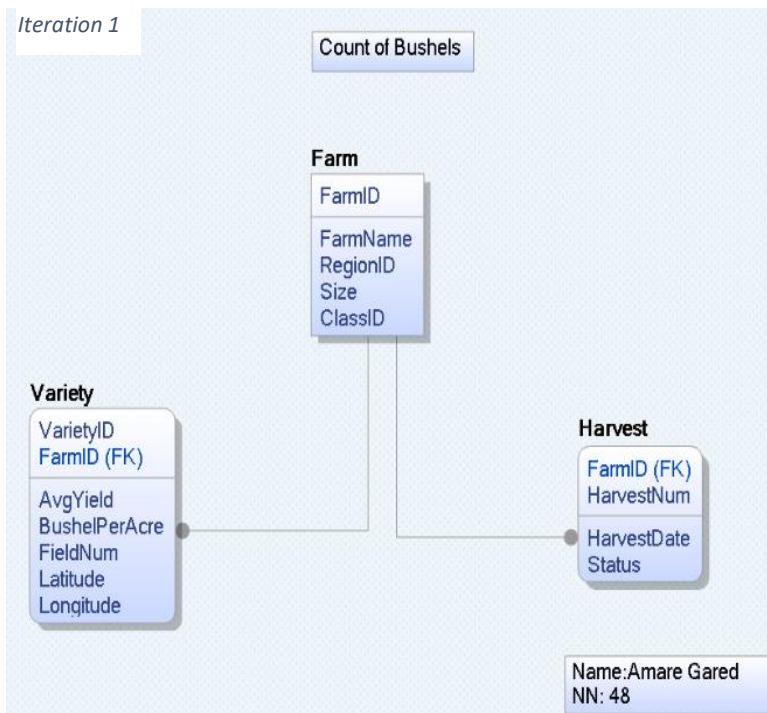 Iteration 1
Count of Bushels
Farm
FarmID
FarmName
RegionID
Size
ClassID
Variety
VarietyID
FarmID (FK)
AvgYield
BushelPerAcre
FieldNum
Latitude
Longitude
Harvest
FarmID (FK)
HarvestNum
HarvestDate
Status
Name:Amare Gared
NN: 48